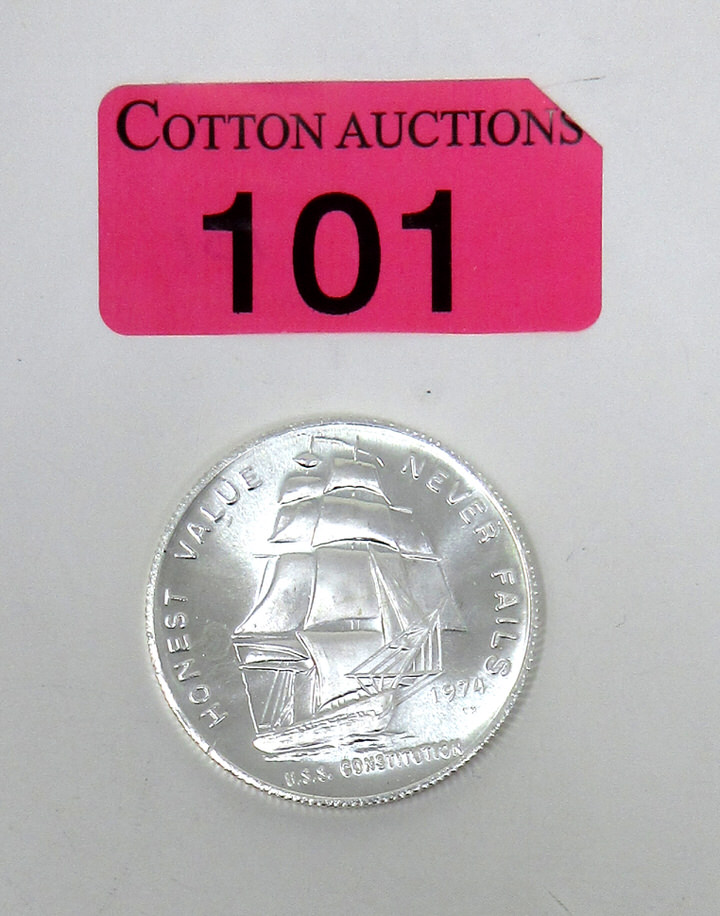 COTTON AUCTIONS
101
HONEST VALUE NEVER FAILS
1974
U.S.S. CONSTITUTION